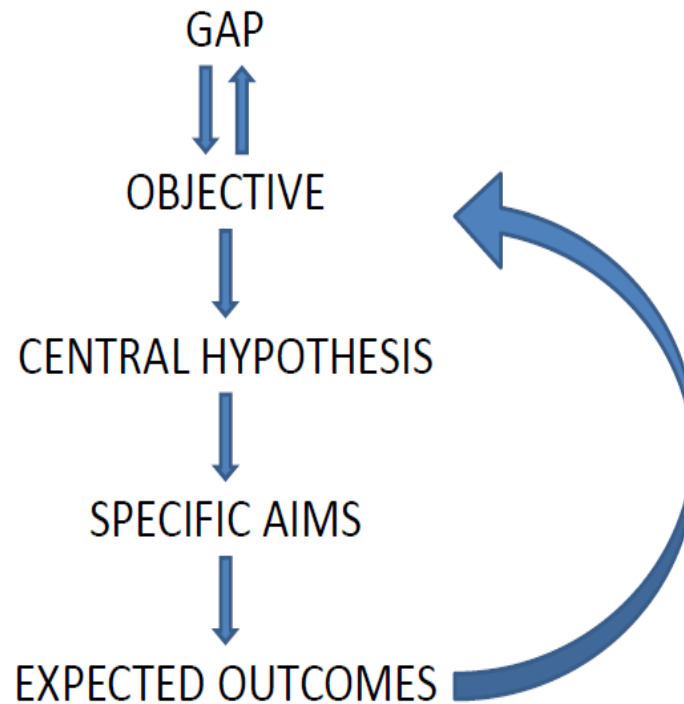 GAP
OBJECTIVE
CENTRAL HYPOTHESIS
SPECIFIC AIMS
EXPECTED OUTCOMES